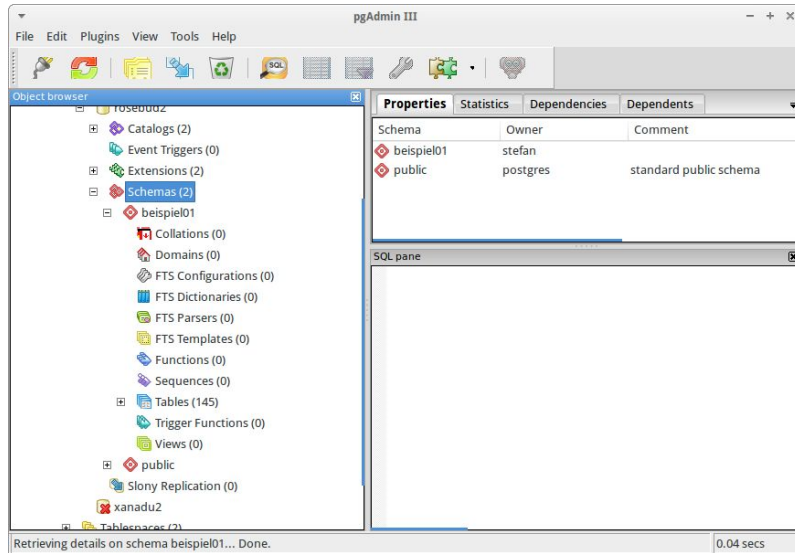 pgAdmin III
File Edit Plugins View Tools Help
SQL
Object browser
rosebud2
Catalogs (2)
Event Triggers (0)
Extensions (2)
Schemas (2)
beispiel01
Collations (0)
Domains (0)
FTS Configurations (0)
FTS Dictionaries (0)
FTS Parsers (0)
FTS Templates (0)
Functions (0)
Sequences (0)
Tables (145)
Trigger Functions (0)
Views (0)
public
Slony Replication (0)
xanadu2
Tablespaces (2)
Properties Statistics Dependencies Dependents
Schema Owner Comment
beispiel01 stefan
public postgres standard public schema
SQL pane
Retrieving details on schema beispiel01... Done. 0.04 secs